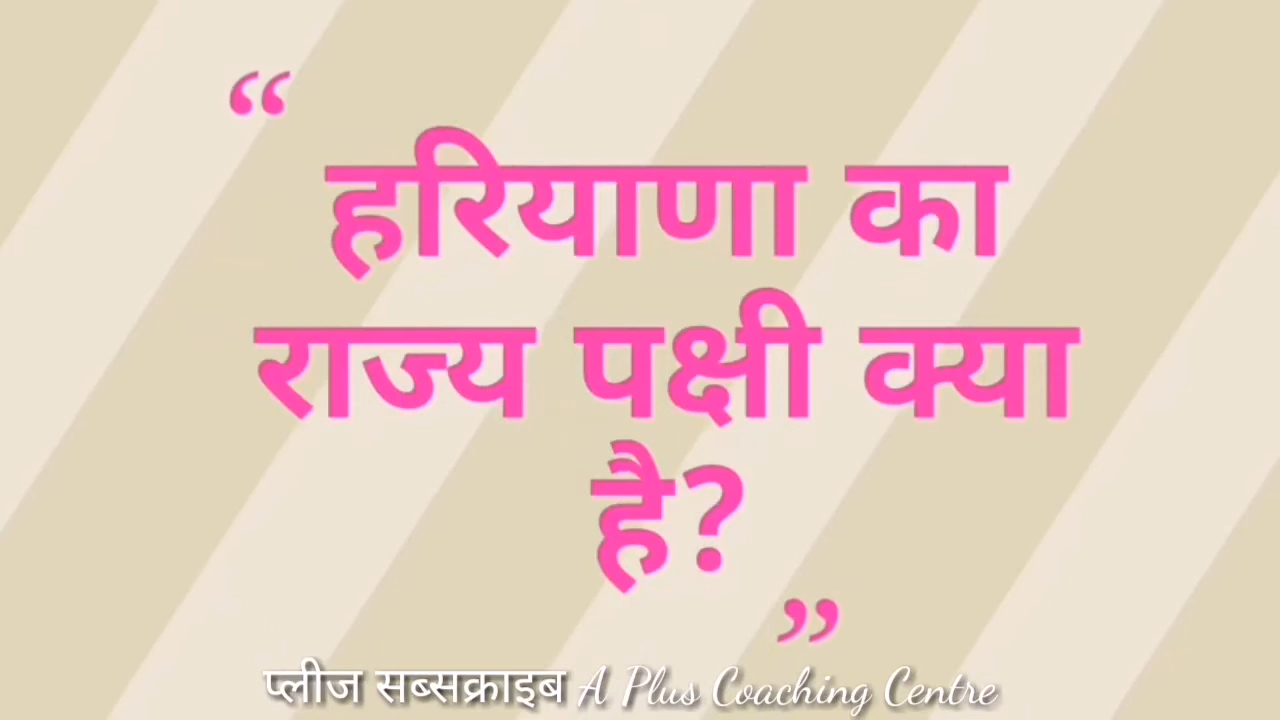 “
हरियाणा का
राज्य पक्षी क्या
है?
”
प्लीज सब्सक्राइब A Plus Coaching Centre